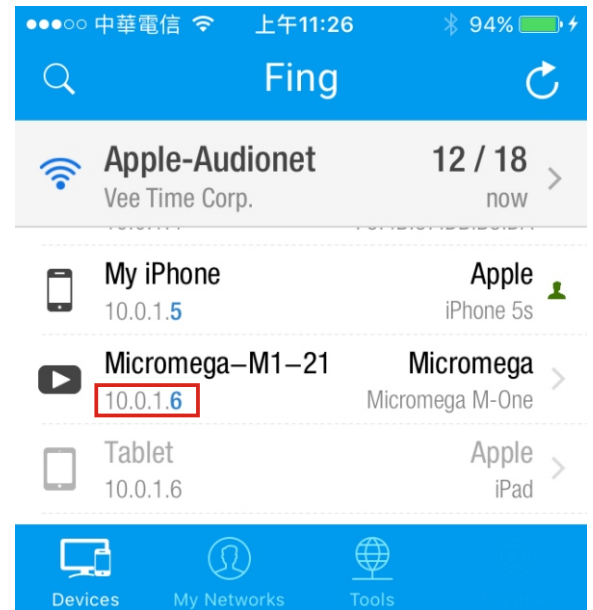 中華電信 上午11:26 94%
Fing
Apple-Audionet 12 / 18
Vee Time Corp. now
My iPhone Apple
10.0.1.5 iPhone 5s
Micromega–M1–21 Micromega
10.0.1.6 Micromega M-One
Tablet Apple
10.0.1.6 iPad
Devices My Networks Tools